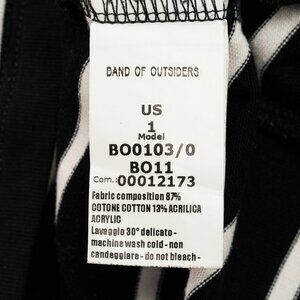 BAND OF OUTSIDERS
US
1
Model
BO0103/0
BO11
Com.:00012173
Fabric composition 87%
COTONE COTTON 13% ACRILICA
ACRYLIC
Lavaggio 30° delicato -
machine wash cold - non
candeggiare - do not bleach -